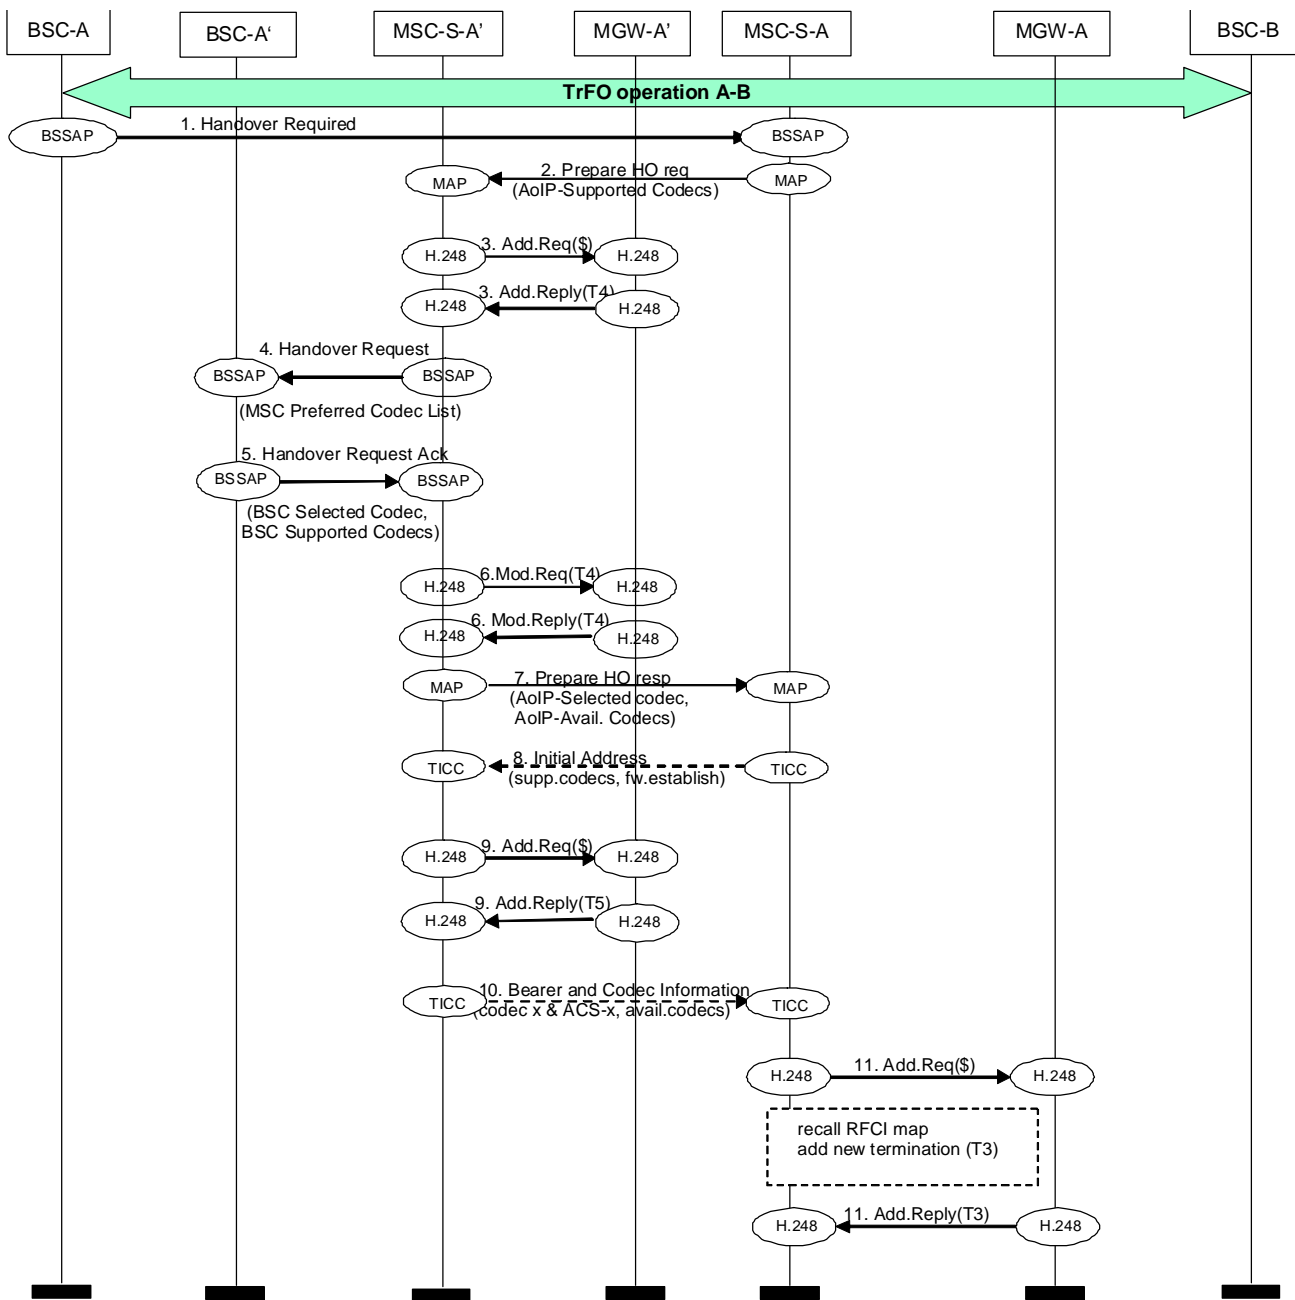 BSC-A
BSC-A‘
MSC-S-A’
MGW-A’
MSC-S-A
MGW-A
BSC-B
TrFO operation A-B
1. Handover Required
BSSAP
BSSAP
2. Prepare HO req
MAP
MAP
(AoIP-Supported Codecs)
3. Add.Req($)
H.248
H.248
3. Add.Reply(T4)
H.248
H.248
4. Handover Request
BSSAP
BSSAP
(MSC Preferred Codec List)
5. Handover Request Ack
BSSAP
BSSAP
(BSC Selected Codec,
BSC Supported Codecs)
6.Mod.Req(T4)
H.248
H.248
6. Mod.Reply(T4)
H.248
H.248
7. Prepare HO resp
MAP
MAP
(AoIP-Selected codec,
AoIP-Avail. Codecs)
8. Initial Address
TICC
TICC
(supp.codecs, fw.establish)
9. Add.Req($)
H.248
H.248
9. Add.Reply(T5)
H.248
H.248
10. Bearer and Codec Information
TICC
TICC
(codec x & ACS-x, avail.codecs)
11. Add.Req($)
H.248
H.248
recall RFCI map
add new termination (T3)
11. Add.Reply(T3)
H.248
H.248